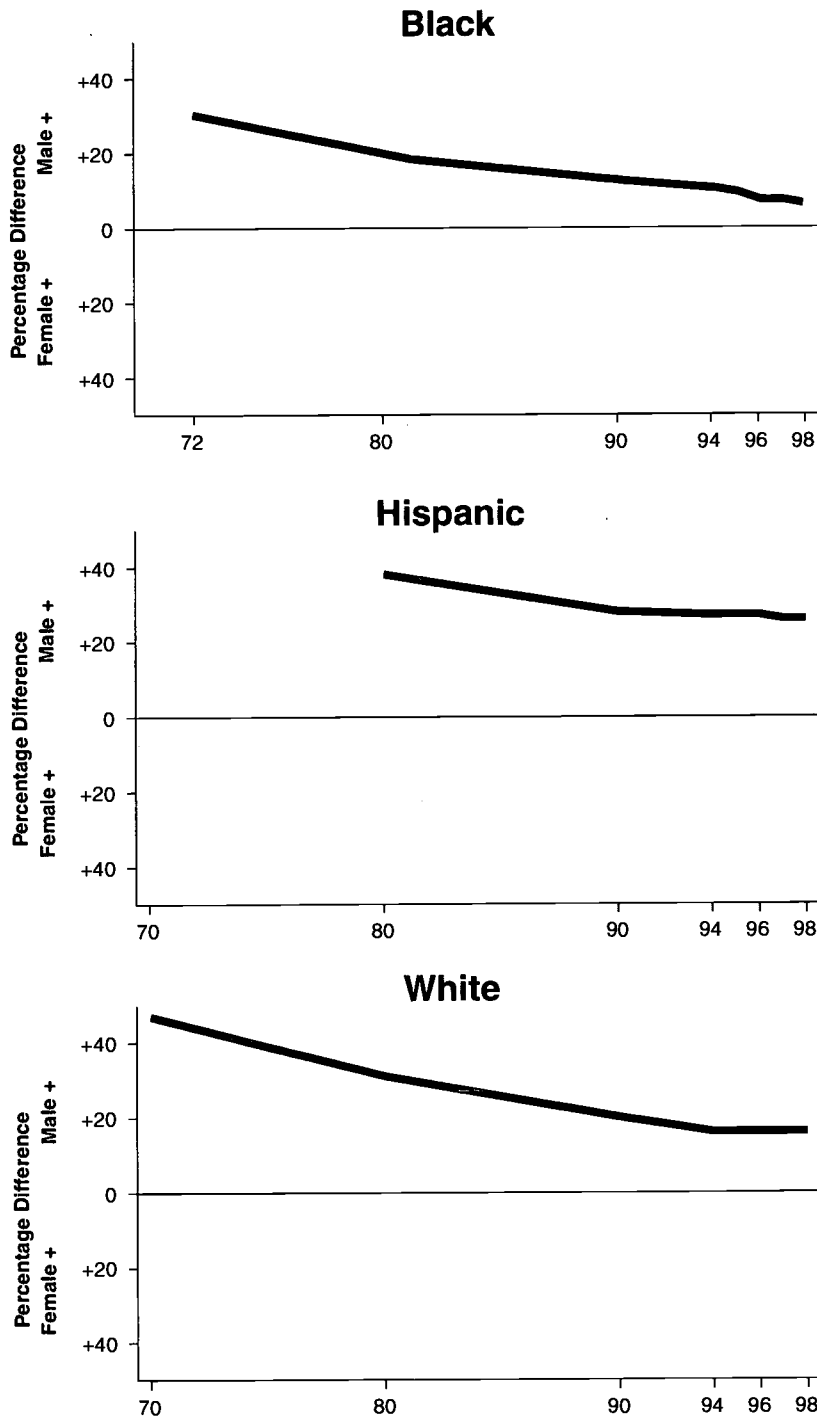 Black
Percentage Difference
Female + Male +
+40
+20
0
+20
+40
72 80 90 94 96 98
Hispanic
Percentage Difference
Female + Male +
+40
+20
0
+20
+40
70 80 90 94 96 98
White
Percentage Difference
Female + Male +
+40
+20
0
+20
+40
70 80 90 94 96 98